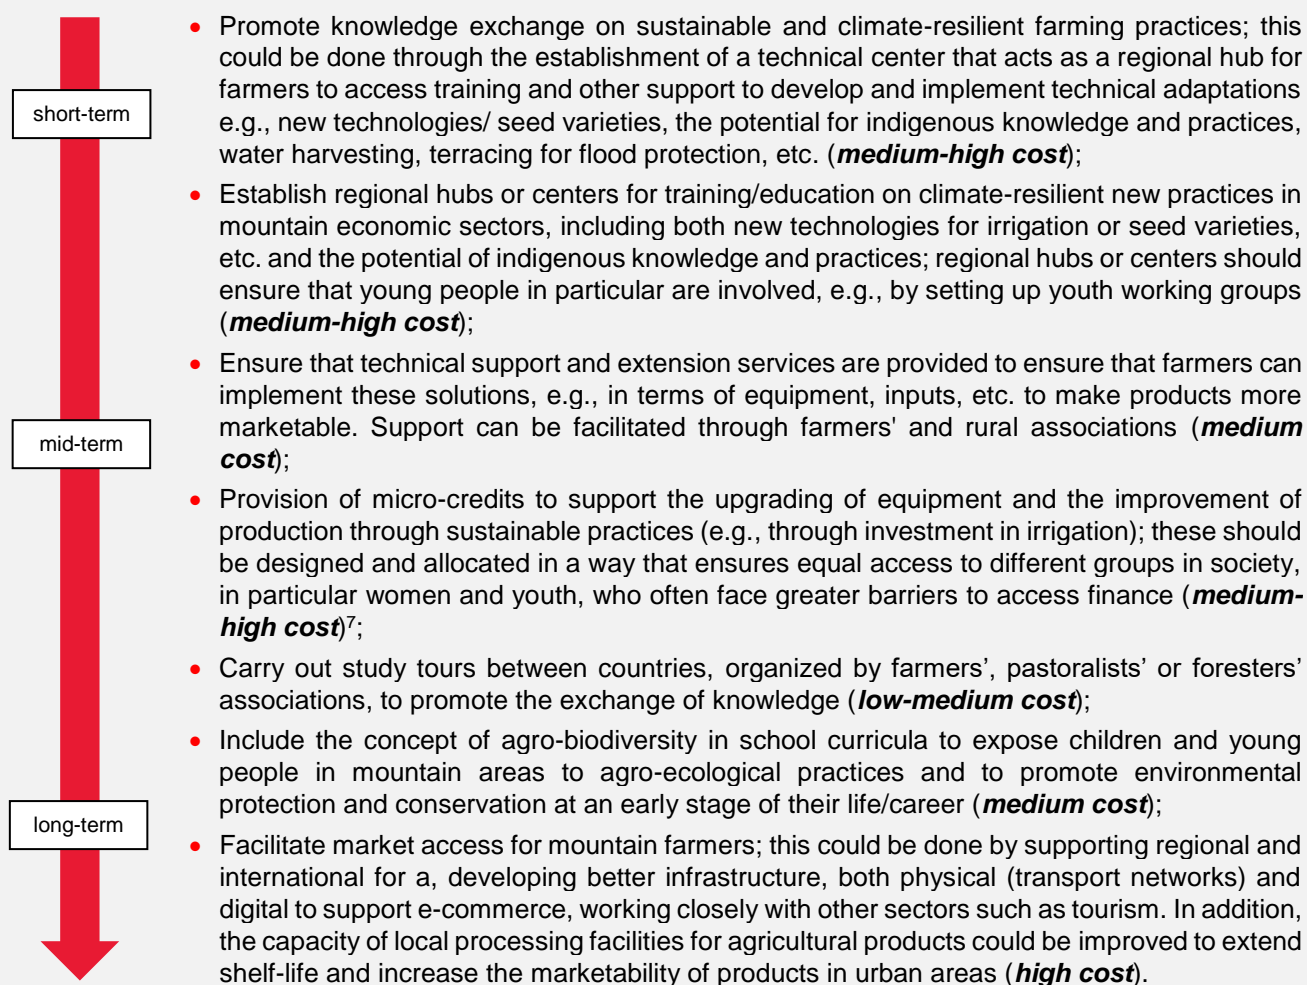 • Promote knowledge exchange on sustainable and climate-resilient farming practices; this
could be done through the establishment of a technical center that acts as a regional hub for
farmers to access training and other support to develop and implement technical adaptations
short-term
e.g., new technologies/ seed varieties, the potential for indigenous knowledge and practices,
water harvesting, terracing for flood protection, etc. (medium-high cost);
• Establish regional hubs or centers for training/education on climate-resilient new practices in
mountain economic sectors, including both new technologies for irrigation or seed varieties,
etc. and the potential of indigenous knowledge and practices; regional hubs or centers should
ensure that young people in particular are involved, e.g., by setting up youth working groups
(medium-high cost);
• Ensure that technical support and extension services are provided to ensure that farmers can
implement these solutions, e.g., in terms of equipment, inputs, etc. to make products more
marketable. Support can be facilitated through farmers' and rural associations (medium
mid-term
cost);
• Provision of micro-credits to support the upgrading of equipment and the improvement of
production through sustainable practices (e.g., through investment in irrigation); these should
be designed and allocated in a way that ensures equal access to different groups in society,
in particular women and youth, who often face greater barriers to access finance (medium-
high cost)⁷;
• Carry out study tours between countries, organized by farmers’, pastoralists’ or foresters’
associations, to promote the exchange of knowledge (low-medium cost);
• Include the concept of agro-biodiversity in school curricula to expose children and young
people in mountain areas to agro-ecological practices and to promote environmental
protection and conservation at an early stage of their life/career (medium cost);
long-term
• Facilitate market access for mountain farmers; this could be done by supporting regional and
international for a, developing better infrastructure, both physical (transport networks) and
digital to support e-commerce, working closely with other sectors such as tourism. In addition,
the capacity of local processing facilities for agricultural products could be improved to extend
shelf-life and increase the marketability of products in urban areas (high cost).